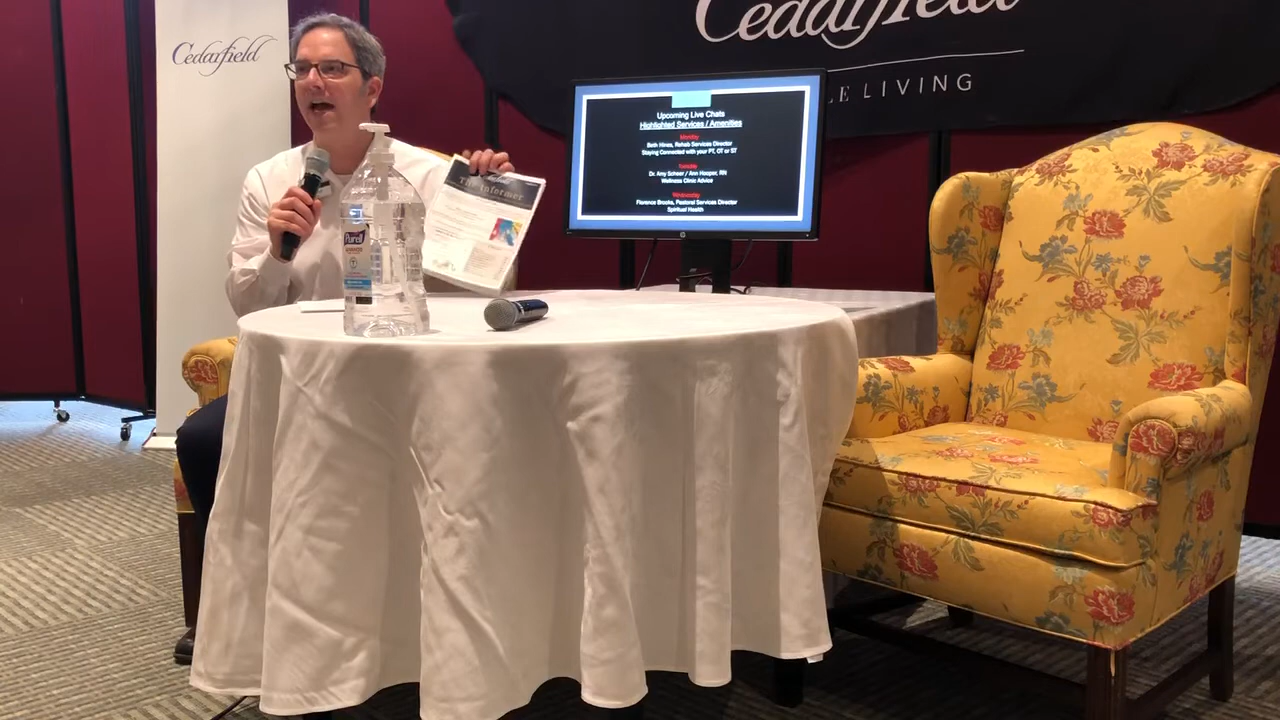 Cedarfield
Cedarfield
LE LIVING
Upcoming Live Chats
Highlighted Services / Amenities
Monday
Beth Hines, Rehab Services Director
Staying Connected with your PT, OT or ST
Tuesday
Dr. Amy Scheer / Ann Hooper, RN
Wellness Clinic Advice
Wednesday
Florence Brooks, Pastoral Services Director
Spiritual Health
The Informer
Purell
hp